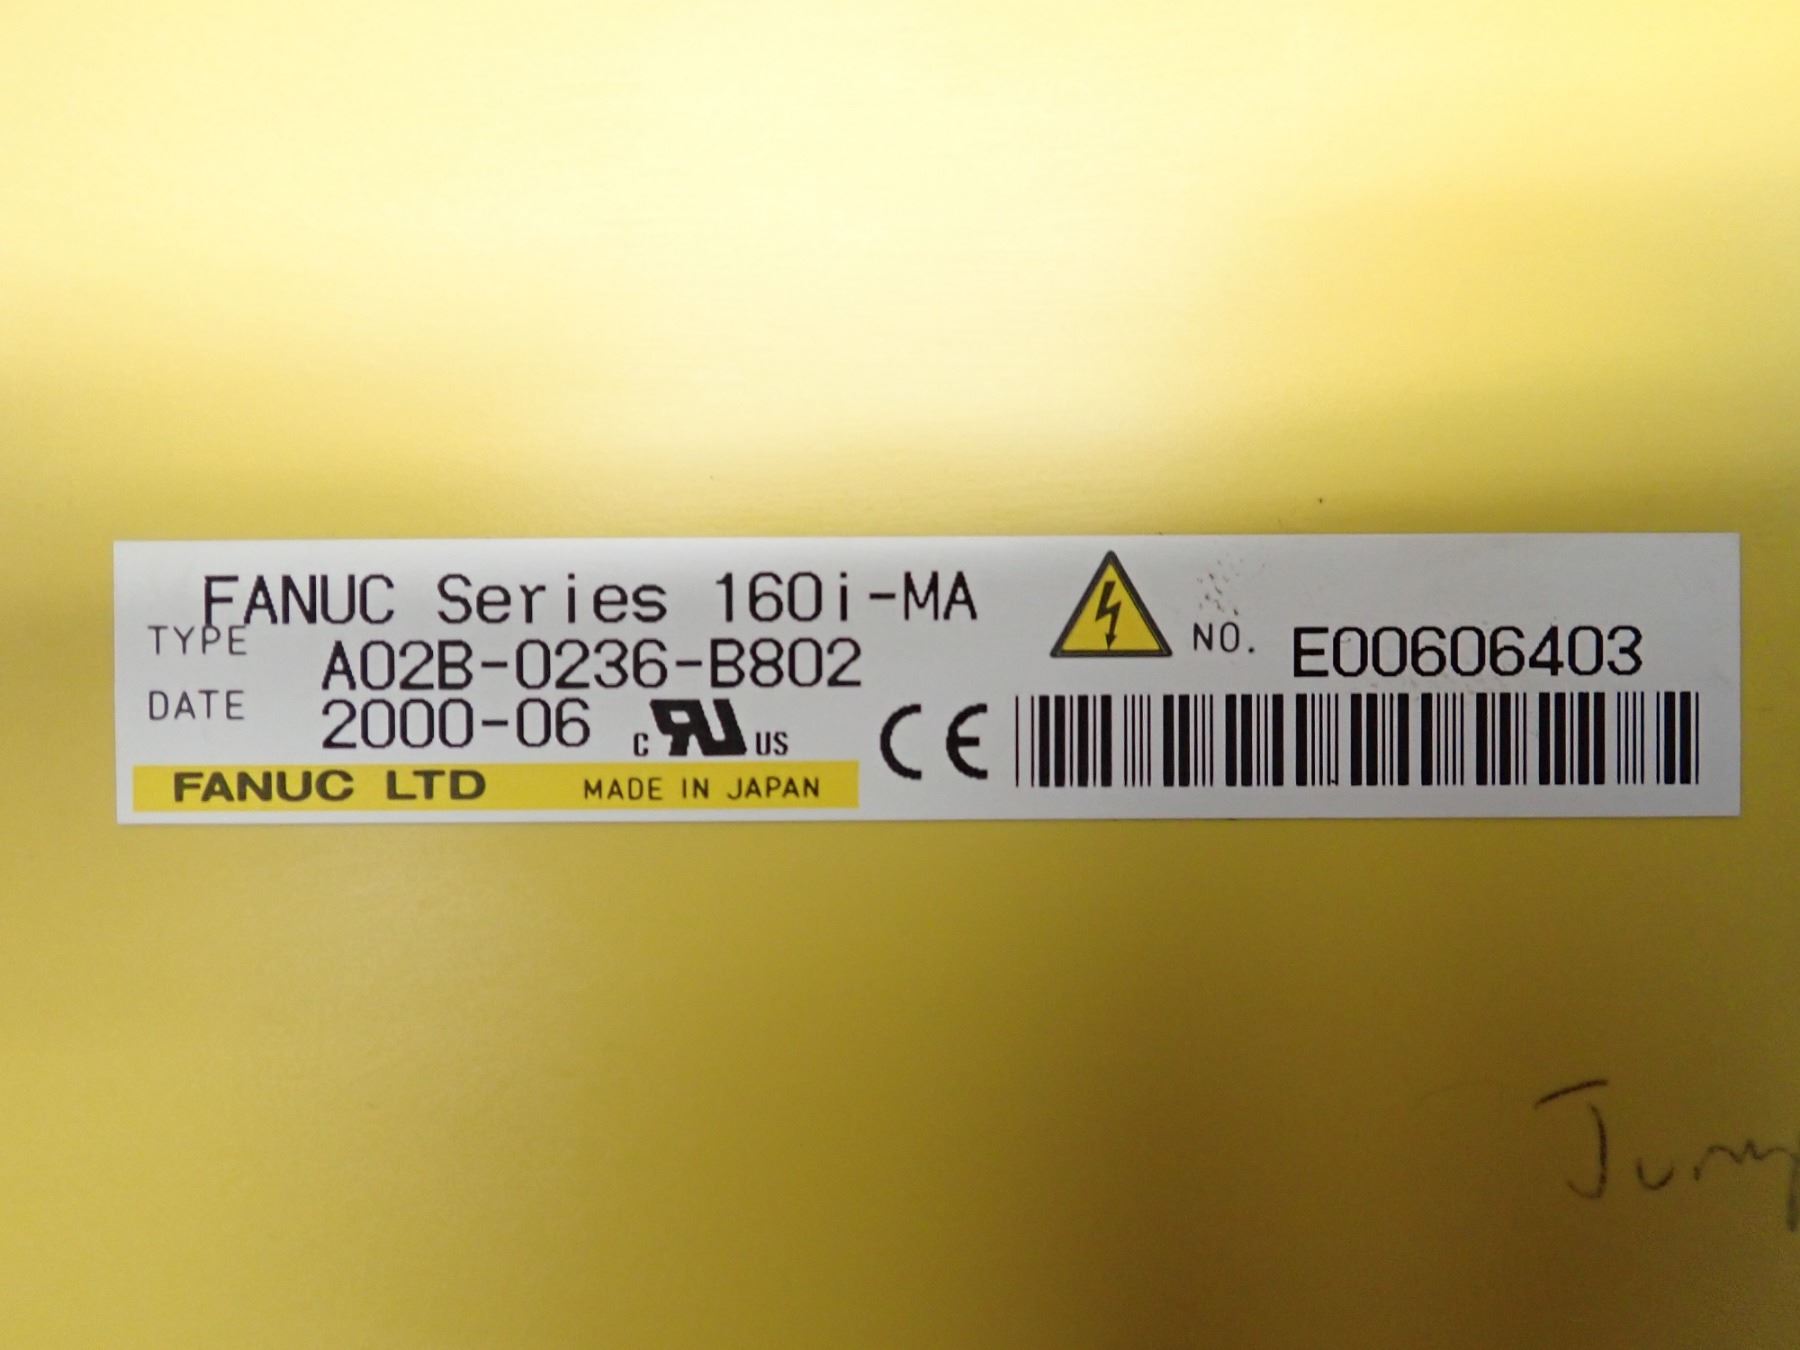 FANUC Series 160i-MA
TYPE A02B-0236-B802
DATE 2000-06 c RU US CE
FANUC LTD MADE IN JAPAN
NO. E00606403